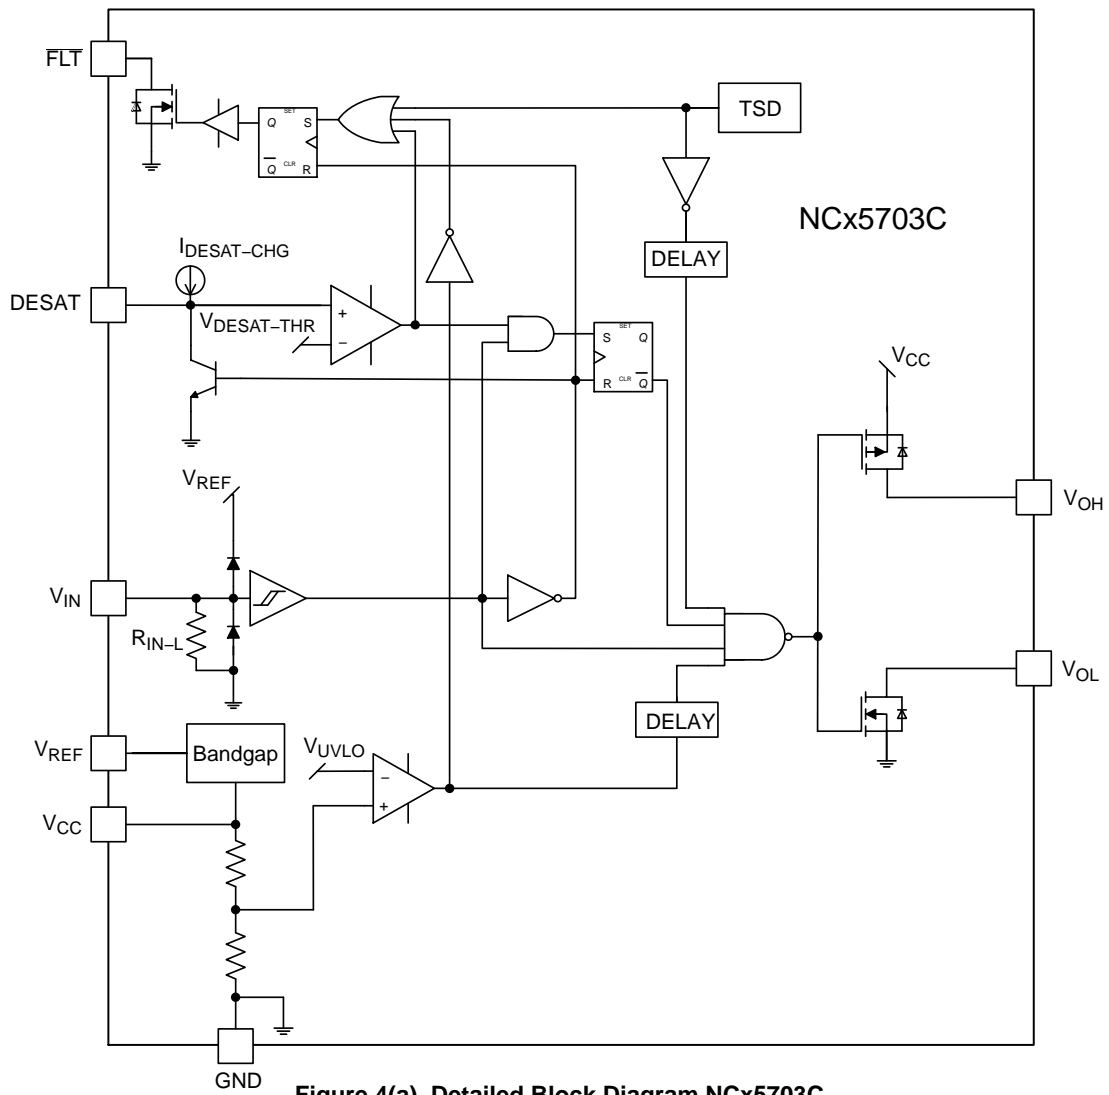 FLT
TSD
SET
Q S
Q CLR R
NCx5703C
DELAY
IDESAT–CHG
DESAT
VDESAT–THR
+
−
SET
S Q
R CLR Q
VCC
VREF
VOH
VIN
RIN–L
VOL
DELAY
VREF
Bandgap
VUVLO
−
+
VCC
GND
Figure 4(a). Detailed Block Diagram NCx5703C